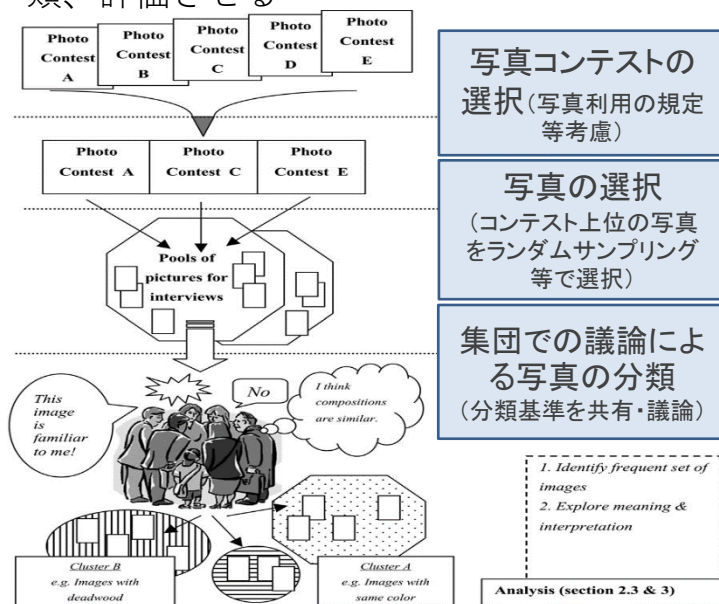 類、評価させる
Photo
Contest
A
Photo
Contest
B
Photo
Contest
C
Photo
Contest
D
Photo
Contest
E
写真コンテストの
選択(写真利用の規定
等考慮)
Photo
Contest A
Photo
Contest C
Photo
Contest E
写真の選択
(コンテスト上位の写真
をランダムサンプリング
等で選択)
Pools of
pictures for
interviews
集団での議論によ
る写真の分類
(分類基準を共有・議論)
This
image
is
familiar
to me!
No
I think
compositions
are similar.
1. Identify frequent set of
images
2. Explore meaning &
interpretation
Cluster B
e.g. Images with
deadwood
Cluster A
e.g. Images with
same color
Analysis (section 2.3 & 3)